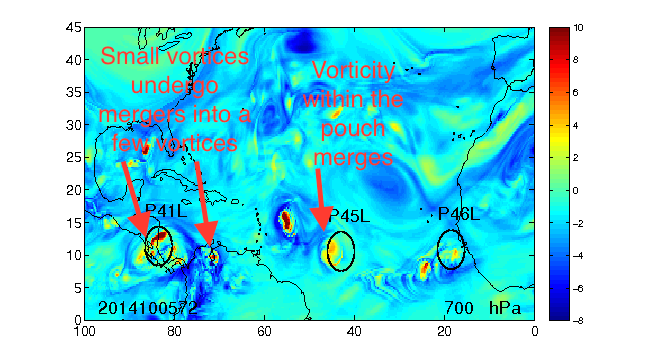 Small vortices
undergo
mergers into a
few vortices
Vorticity
within the
pouch
merges
P41L
P45L
P46L
2014100572
700 hPa
45
40
35
30
25
20
15
10
5
0
100
80
60
40
20
0
10
8
6
4
2
0
−2
−4
−6
−8